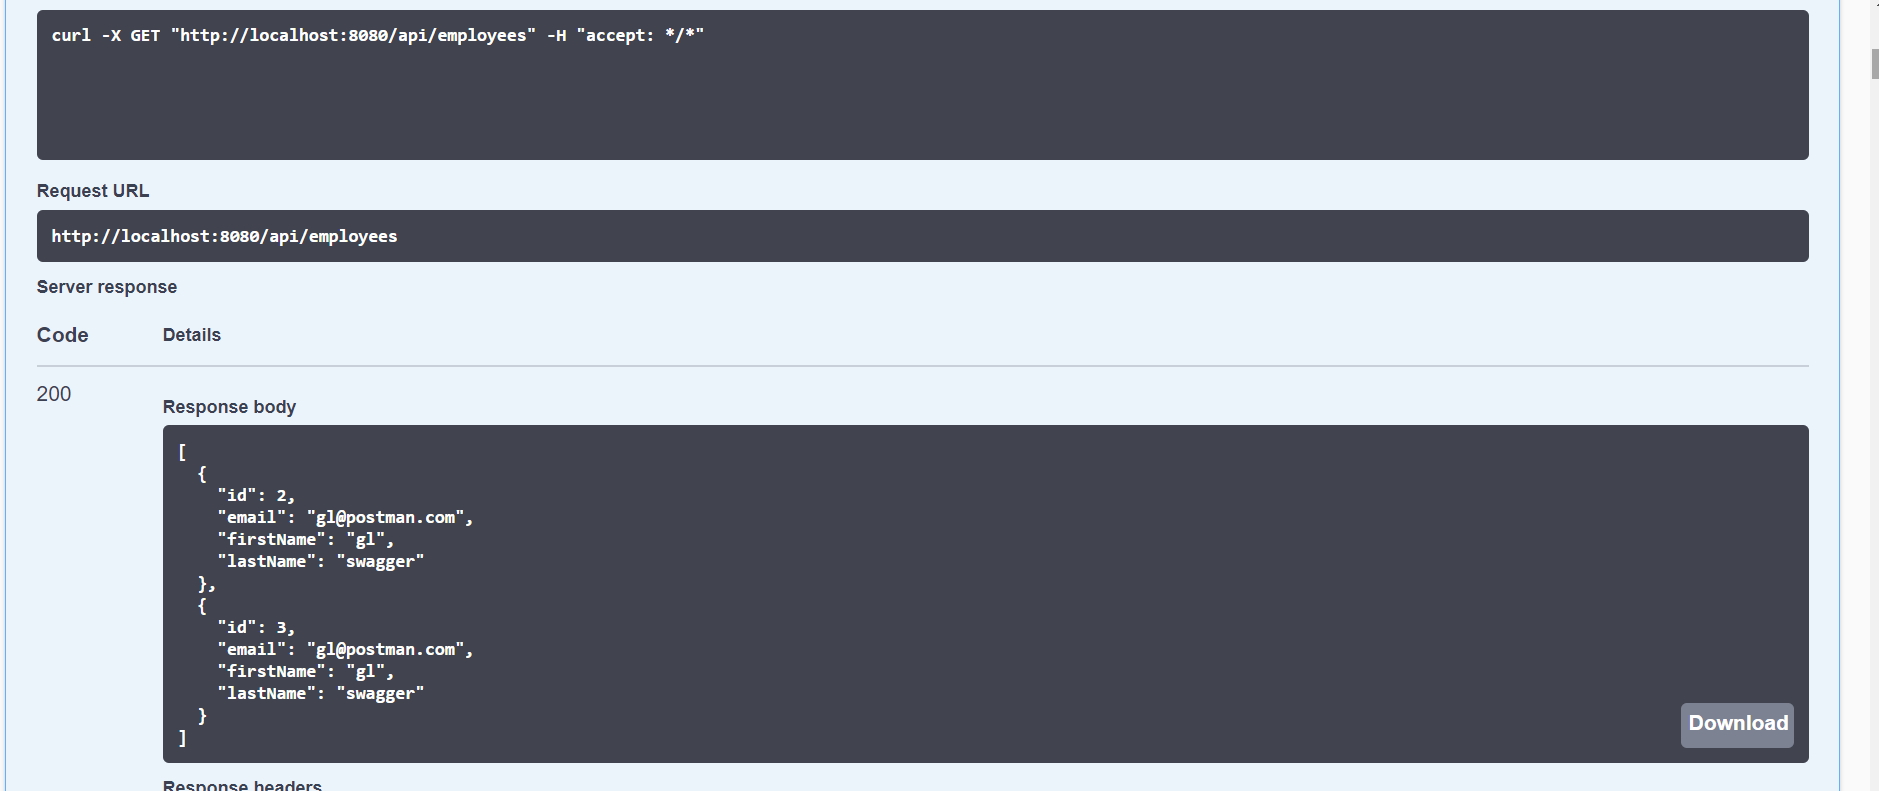 curl -X GET "http://localhost:8080/api/employees" -H "accept: */*"
Request URL
http://localhost:8080/api/employees
Server response
Code Details
200
Response body
[
  {
    "id": 2,
    "email": "gl@postman.com",
    "firstName": "gl",
    "lastName": "swagger"
  },
  {
    "id": 3,
    "email": "gl@postman.com",
    "firstName": "gl",
    "lastName": "swagger"
  }
]
Download
Response headers